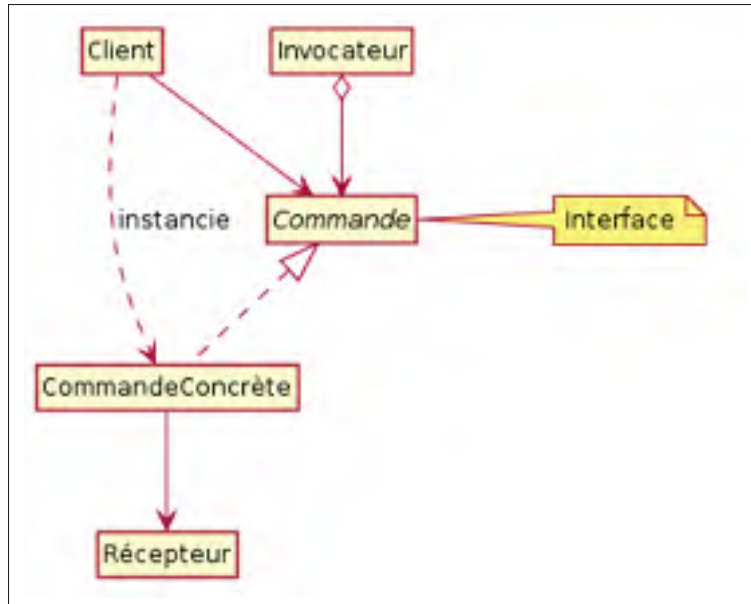 Client
Invocateur
instancie
Commande
Interface
CommandeConcrète
Récepteur